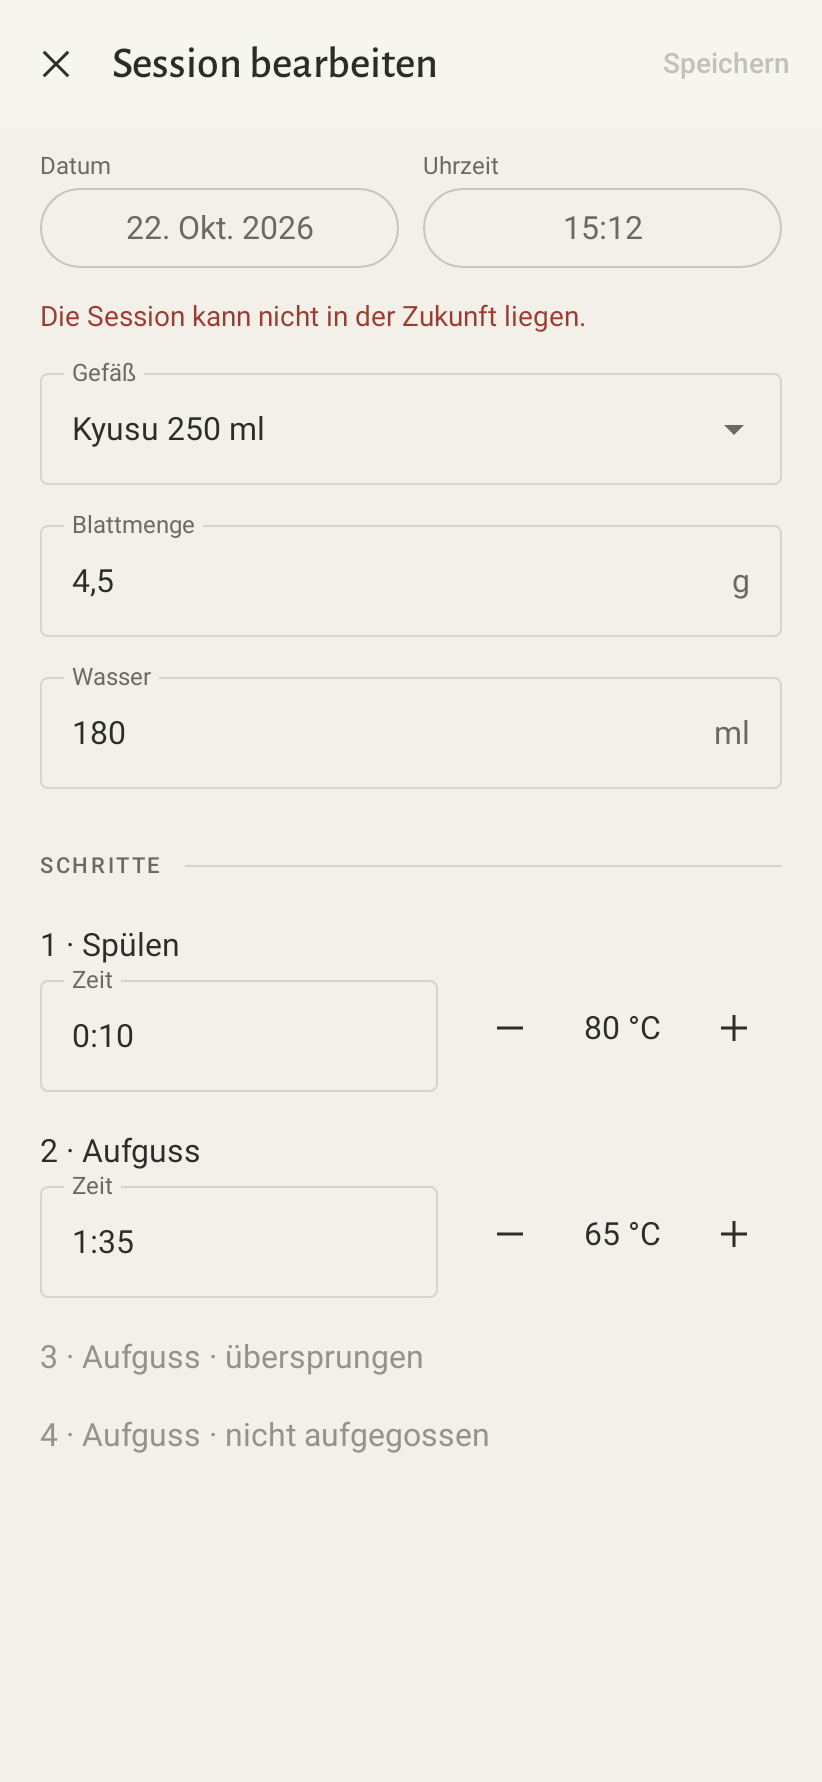 Session bearbeiten
Speichern
Datum
Uhrzeit
22. Okt. 2026
15:12
Die Session kann nicht in der Zukunft liegen.
Gefäß
Kyusu 250 ml
Blattmenge
4,5 g
Wasser
180 ml
SCHRITTE
1 · Spülen
Zeit
0:10
80 °C
2 · Aufguss
Zeit
1:35
65 °C
3 · Aufguss · übersprungen
4 · Aufguss · nicht aufgegossen